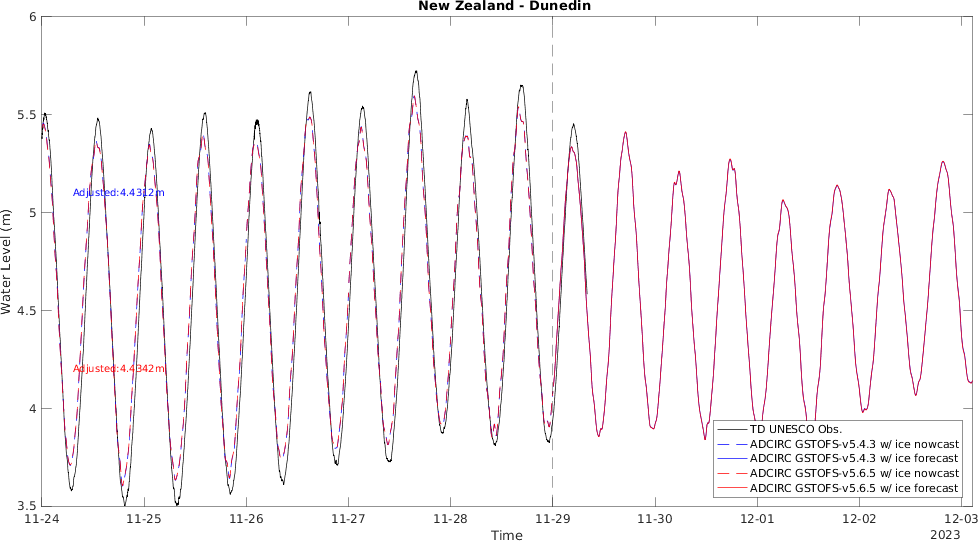 New Zealand - Dunedin
6
5.5
5
4.5
4
3.5
Water Level (m)
Adjusted:4.4312m
Adjusted:4.4342m
TD UNESCO Obs.
ADCIRC GSTOFS-v5.4.3 w/ ice nowcast
ADCIRC GSTOFS-v5.4.3 w/ ice forecast
ADCIRC GSTOFS-v5.6.5 w/ ice nowcast
ADCIRC GSTOFS-v5.6.5 w/ ice forecast
11-24 11-25 11-26 11-27 11-28 11-29 11-30 12-01 12-02 12-03
Time
2023